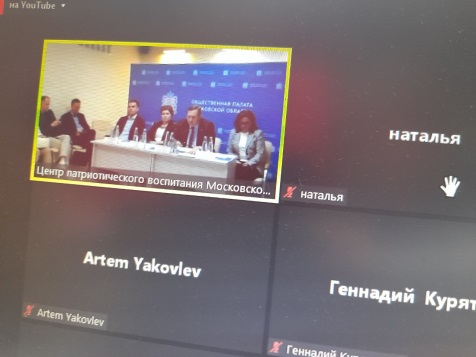 на YouTube
ОБЩЕСТВЕННАЯ ПАЛАТА
МОСКОВСКОЙ ОБЛАСТИ
Центр патриотического воспитания Московско...
наталья
наталья
Artem Yakovlev
Artem Yakovlev
Геннадий Курят
Геннадий Кур